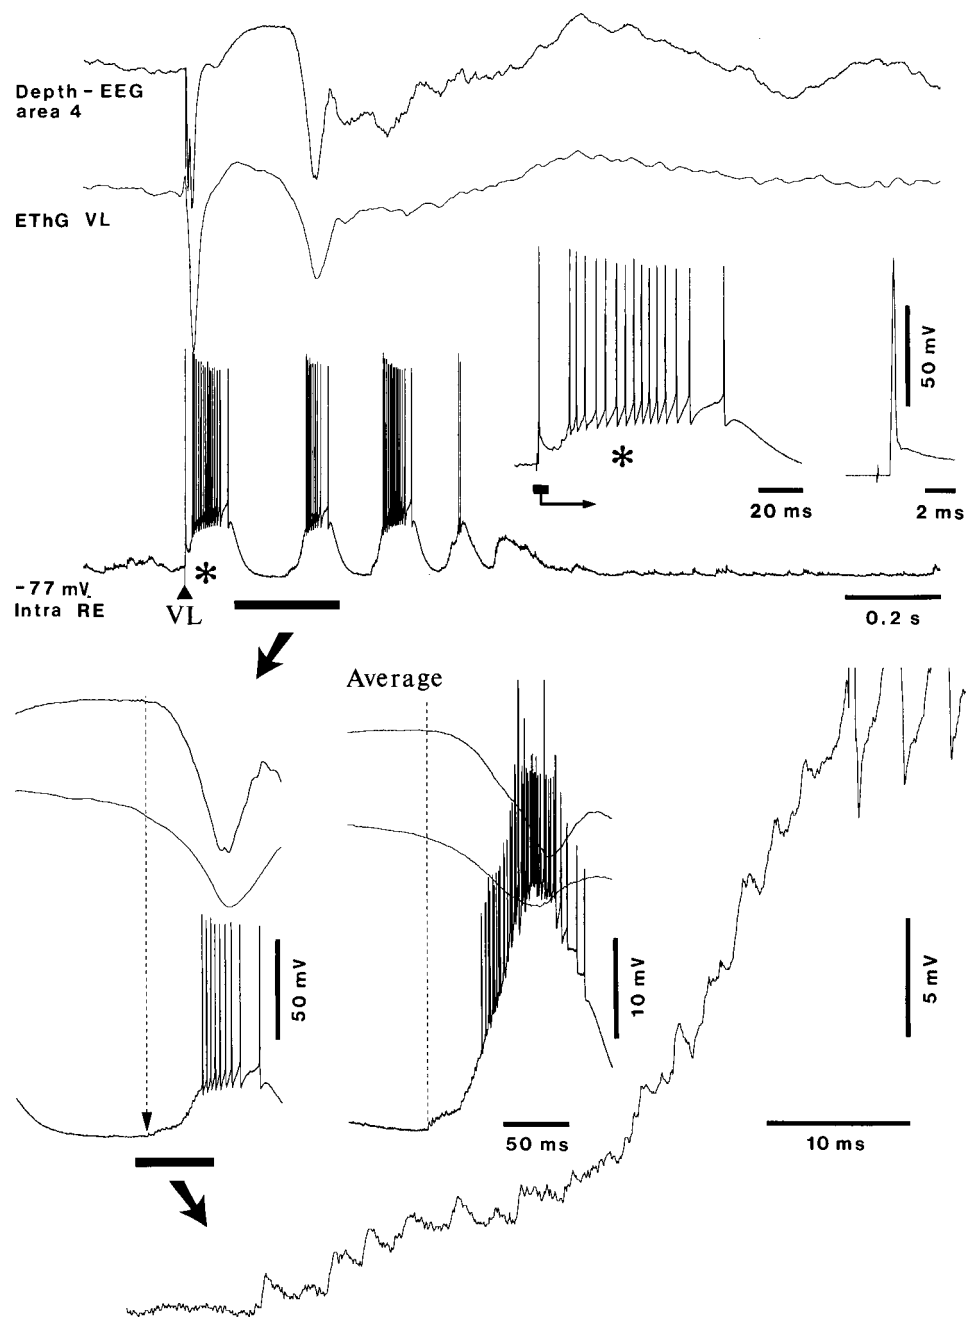 Depth-EEG
area 4
EThG VL
50 mV
*
20 ms
2 ms
*
-77 mV
Intra RE
VL
0.2 s
Average
50 mV
10 mV
5 mV
50 ms
10 ms